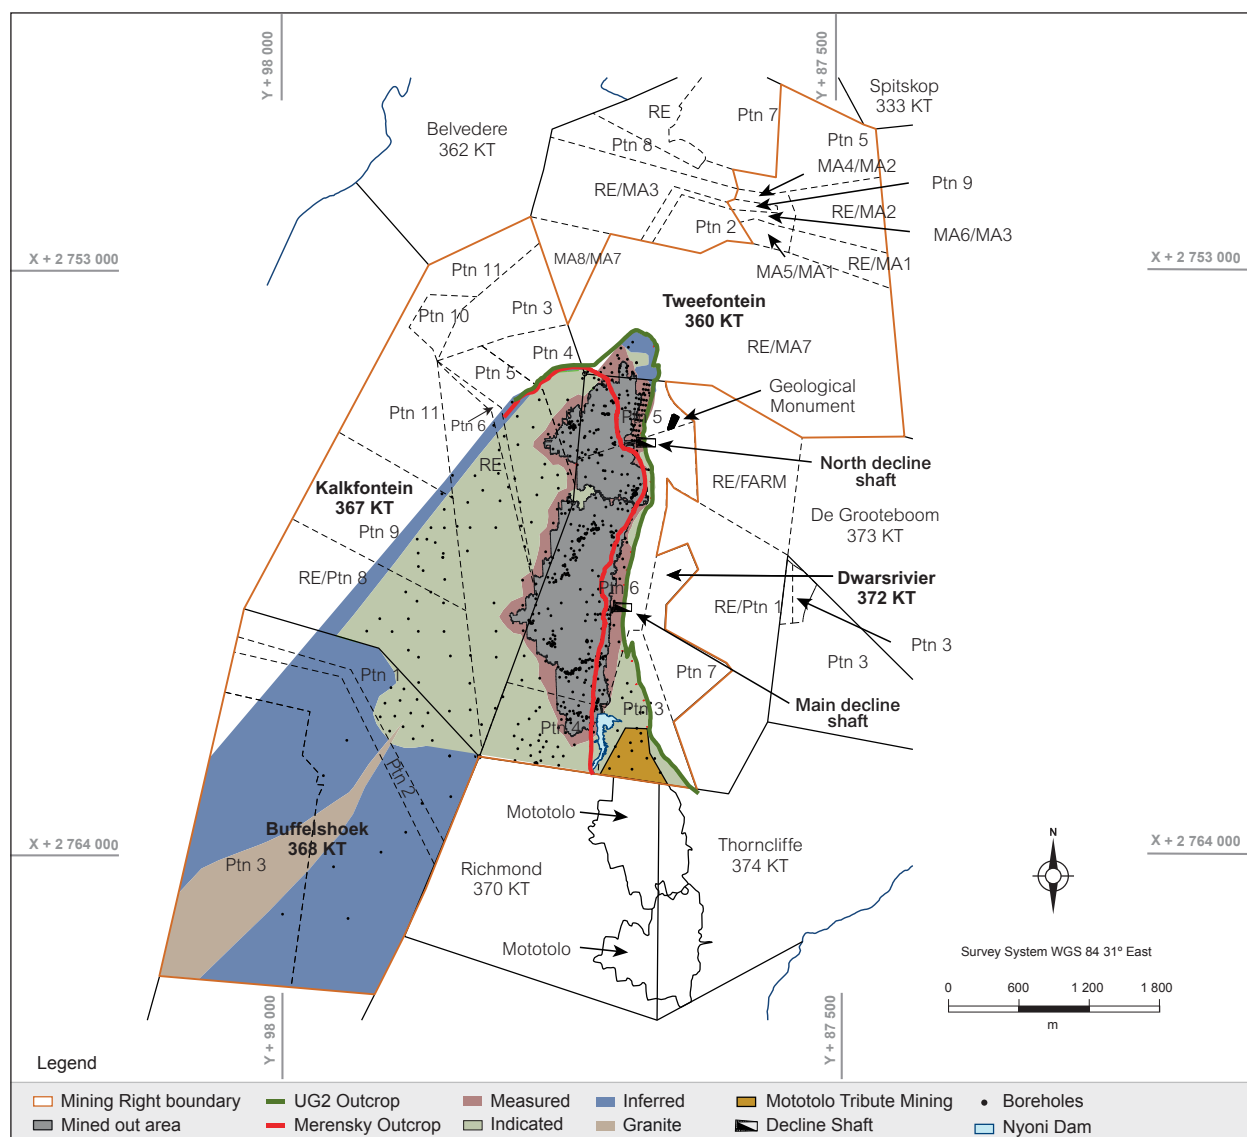 Y + 98 000
Y + 87 500
Spitskop
333 KT
Belvedere
362 KT
RE
Ptn 7
Ptn 8
Ptn 5
MA4/MA2
Ptn 9
RE/MA3
RE/MA2
Ptn 2
MA6/MA3
X + 2 753 000
X + 2 753 000
Ptn 11
MA8/MA7
MA5/MA1
RE/MA1
Ptn 10
Ptn 3
Tweefontein
360 KT
RE/MA7
Ptn 4
Ptn 5
Geological
Monument
Ptn 11
Ptn 6
Ptn 5
RE
North decline
shaft
Kalkfontein
367 KT
RE/FARM
De Grooteboom
373 KT
Ptn 9
RE/Ptn 8
Ptn 6
Dwarsrivier
372 KT
RE/Ptn 1
Ptn 3
Ptn 1
Ptn 7
Ptn 3
Main decline
shaft
Ptn 3
Ptn 4
Ptn 2
Mototolo
Buffelshoek
368 KT
Ptn 3
Richmond
370 KT
Thorncliffe
374 KT
X + 2 764 000
X + 2 764 000
N
Mototolo
Survey System WGS 84 31º East
0 600 1 200 1 800
m
Y + 98 000
Y + 87 500
Legend
Mining Right boundary
UG2 Outcrop
Measured
Inferred
Mototolo Tribute Mining
Boreholes
Mined out area
Merensky Outcrop
Indicated
Granite
Decline Shaft
Nyoni Dam